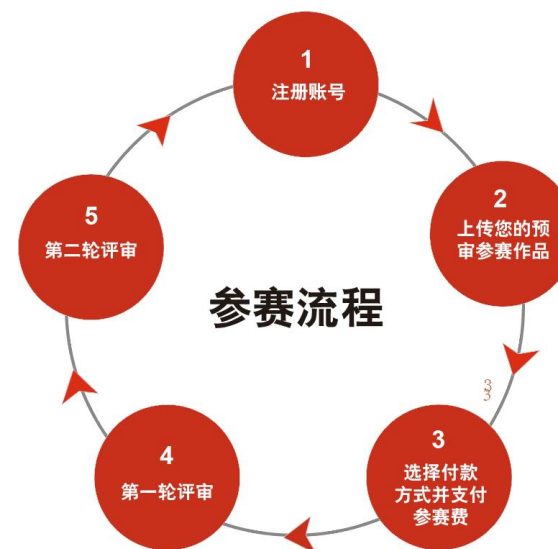 1
注册账号
2
上传您的预
审参赛作品
3
3
3
选择付款
方式并支付
参赛费
4
第一轮评审
5
第二轮评审
参赛流程